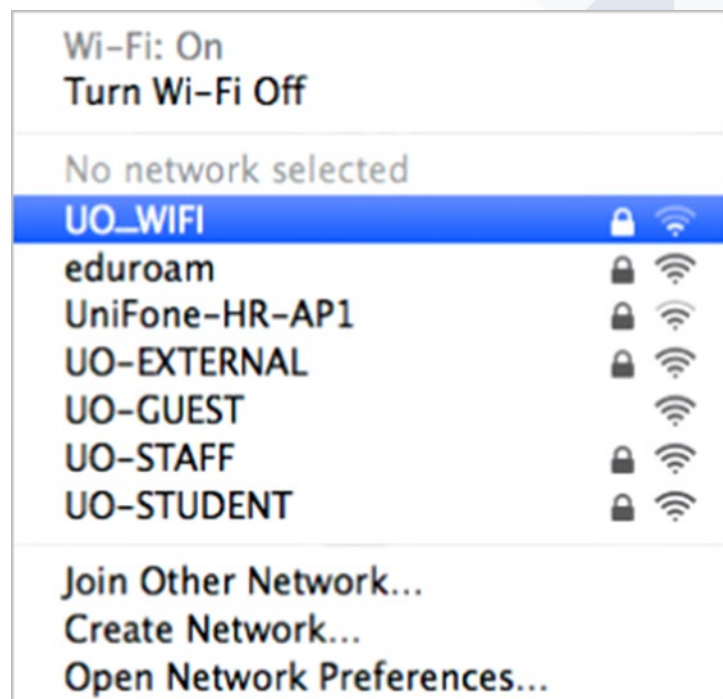 Wi-Fi: On
Turn Wi-Fi Off
No network selected
UO_WIFI
eduroam
UniFone-HR-AP1
UO-EXTERNAL
UO-GUEST
UO-STAFF
UO-STUDENT
Join Other Network...
Create Network...
Open Network Preferences...